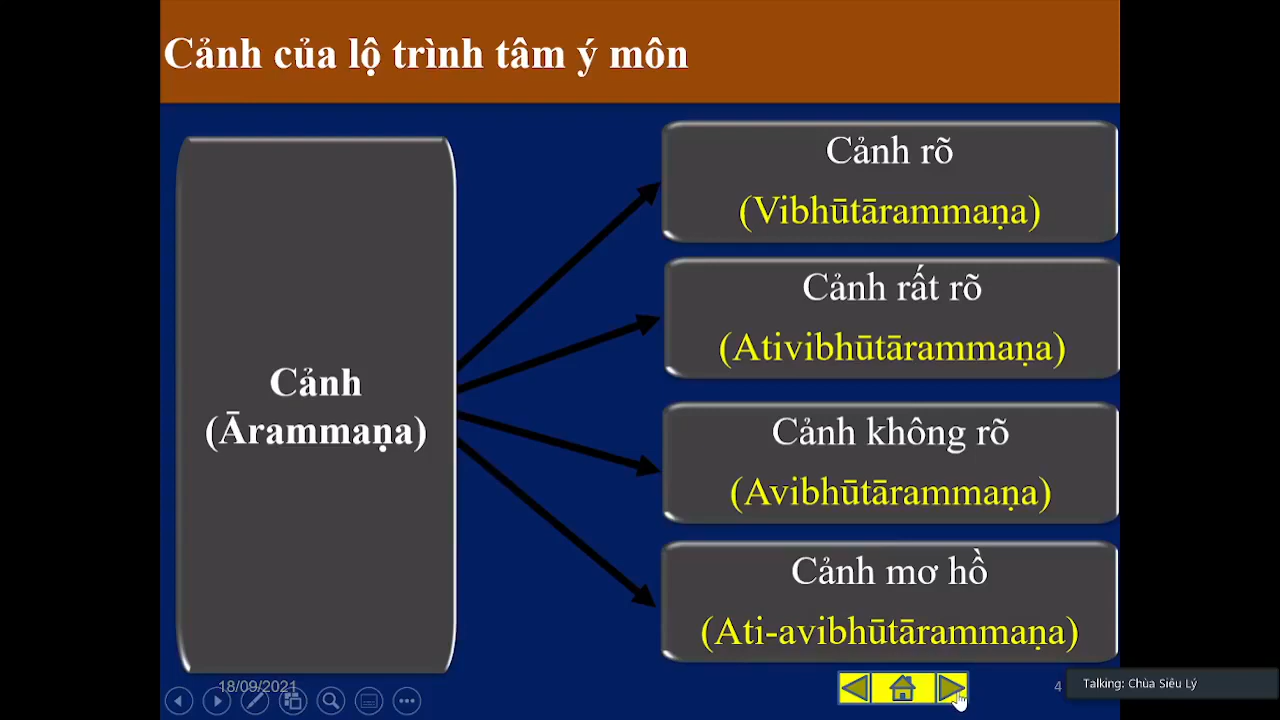 Cảnh của lộ trình tâm ý môn
Cảnh
(Ārammaṇa)
Cảnh rõ
(Vibhūtārammaṇa)
Cảnh rất rõ
(Ativibhūtārammaṇa)
Cảnh không rõ
(Avibhūtārammaṇa)
Cảnh mơ hồ
(Ati-avibhūtārammaṇa)
18/09/2021
4
Talking: Chùa Siêu Lý